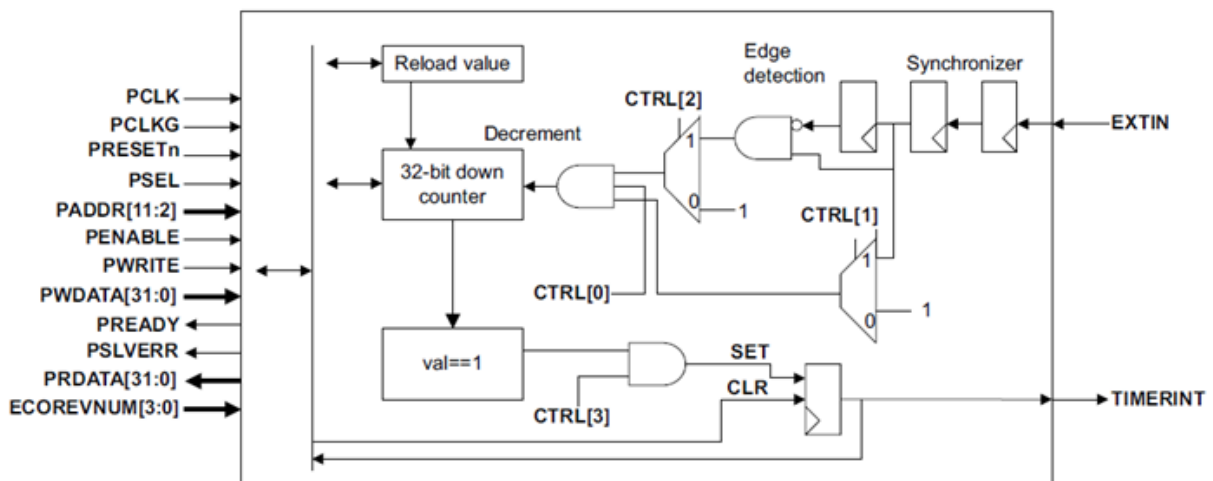 PCLK
PCLKG
PRESETn
PSEL
PADDR[11:2]
PENABLE
PWRITE
PWDATA[31:0]
PREADY
PSLVERR
PRDATA[31:0]
ECOREVNUM[3:0]
Reload value
Decrement
32-bit down
counter
val==1
CTRL[0]
CTRL[3]
CTRL[2]
1
0
1
Edge
detection
Synchronizer
CTRL[1]
1
0
1
SET
CLR
EXTIN
TIMERINT